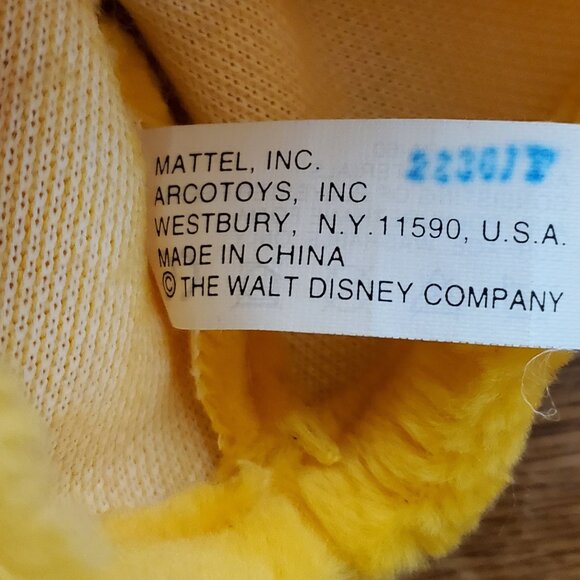 MATTEL, INC.
ARCOTOYS, INC
WESTBURY, N.Y.11590, U.S.A.
MADE IN CHINA
© THE WALT DISNEY COMPANY